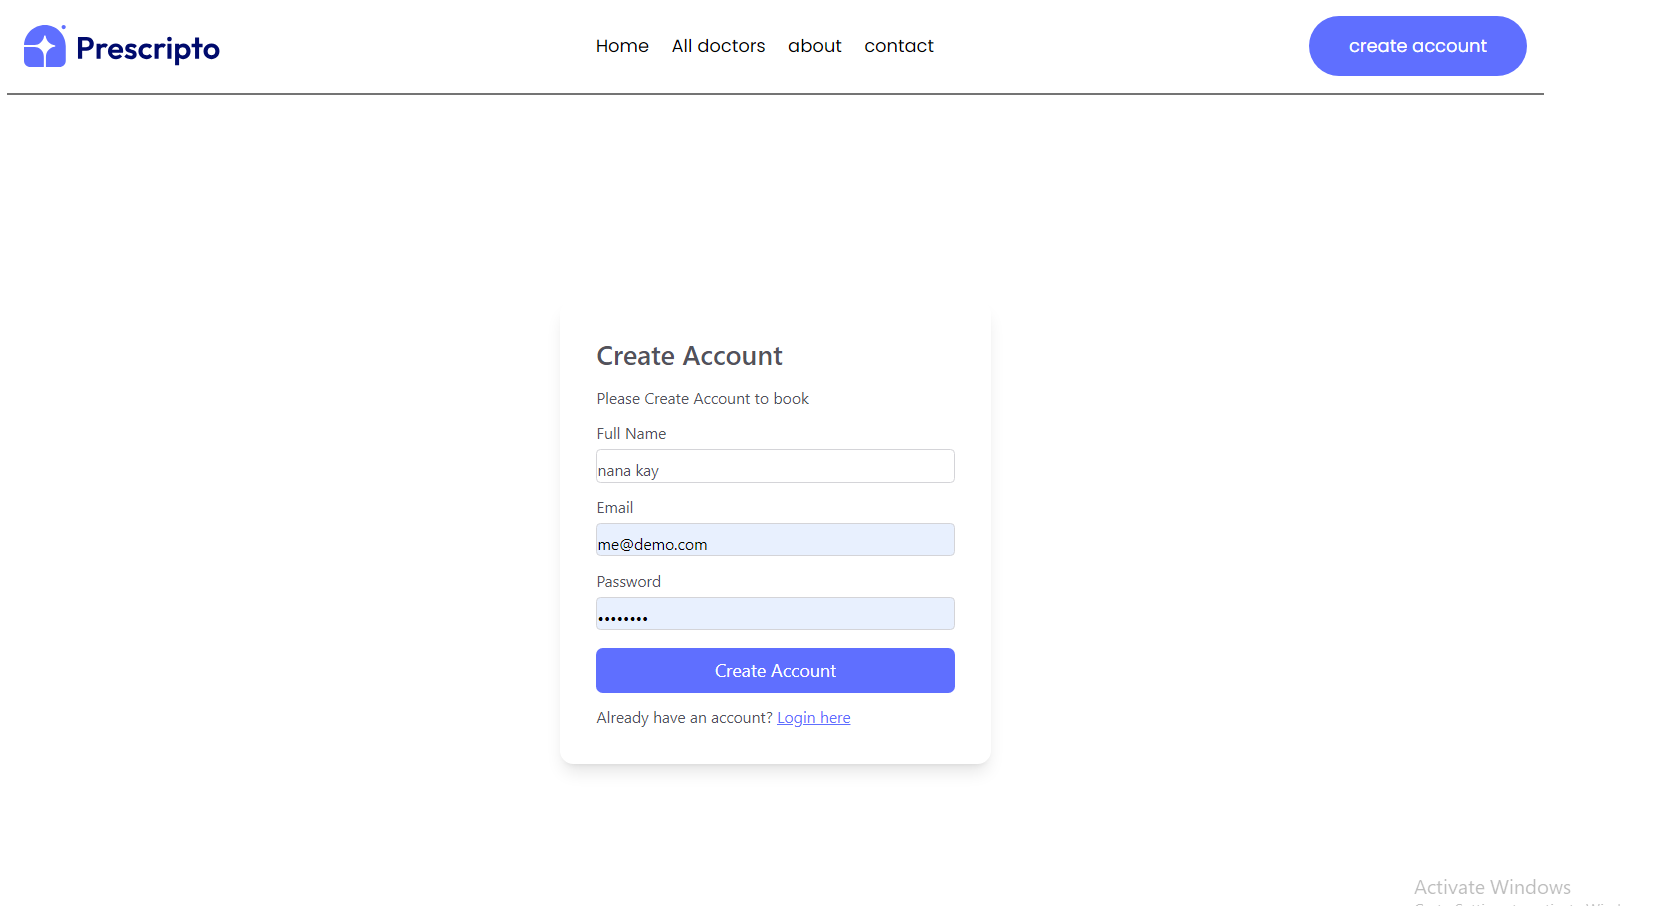 Prescripto
Home All doctors about contact
create account
Create Account
Please Create Account to book
Full Name
nana kay
Email
me@demo.com
Password
••••••••
Create Account
Already have an account? Login here
Activate Windows